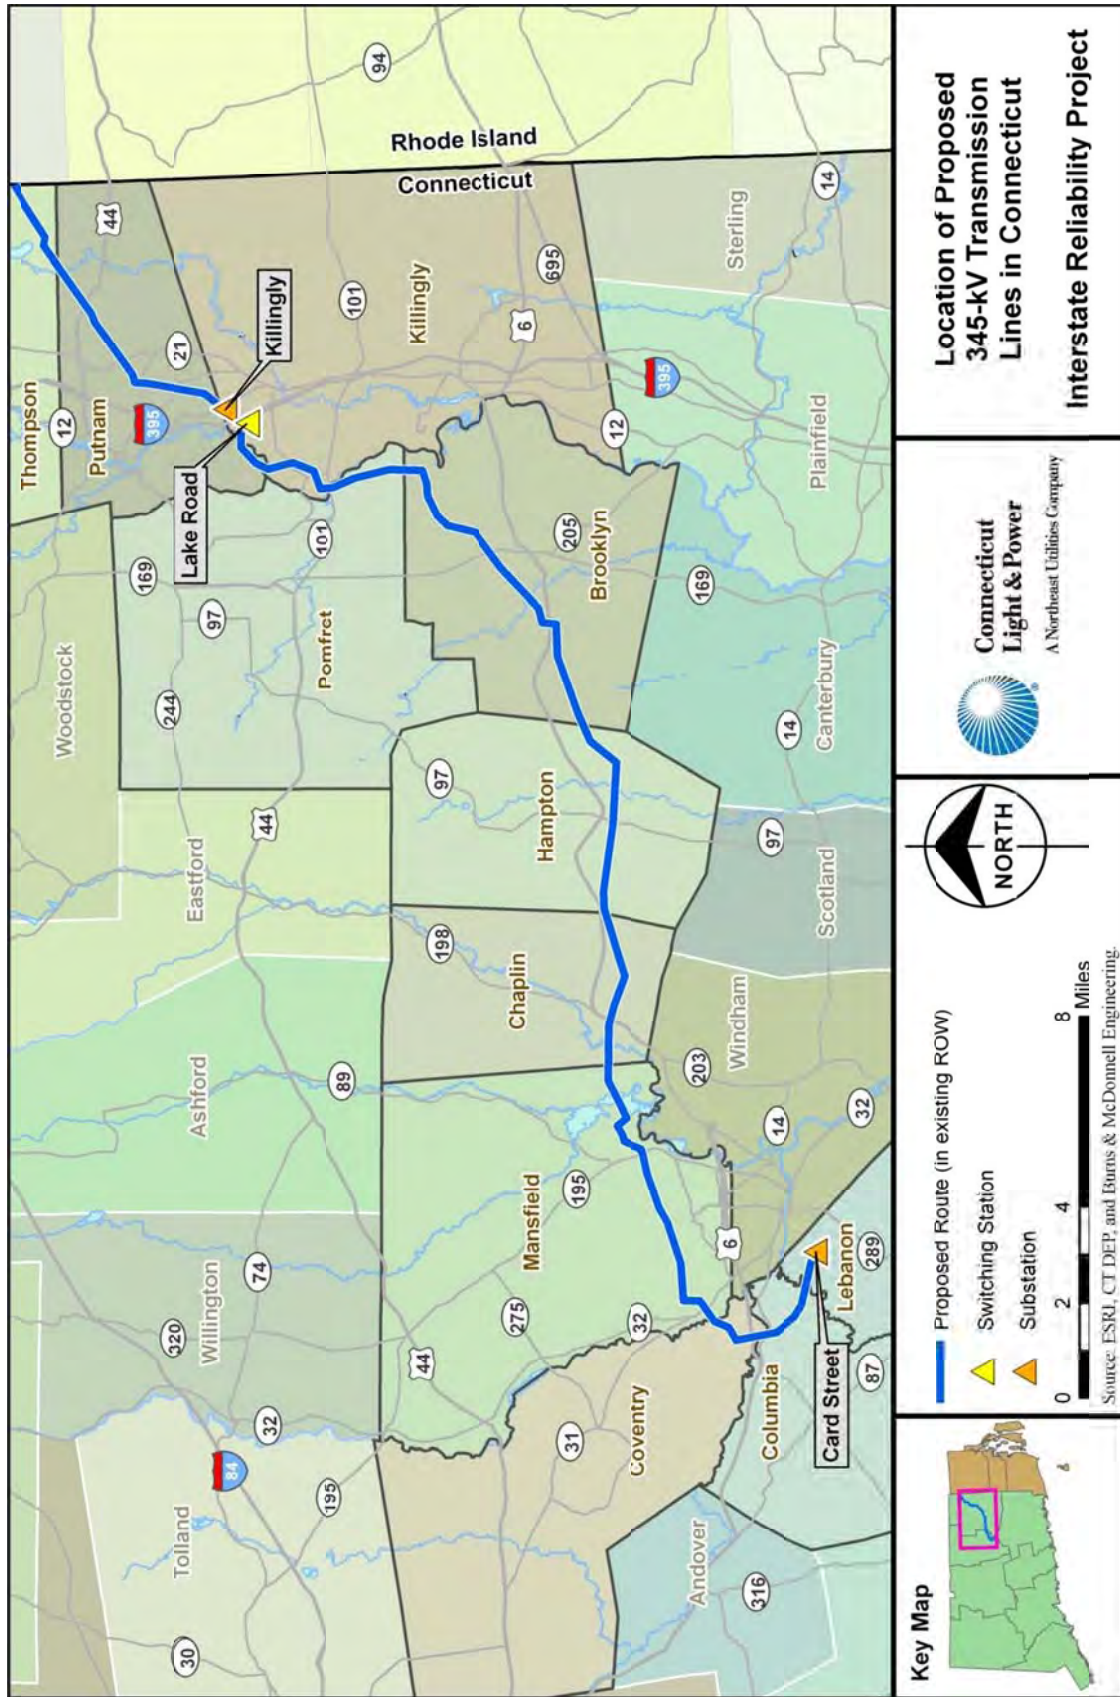 Thompson
12
Putnam
395
44
21
Killingly
Lake Road
Woodstock
169
97
244
Pomfret
101
101
Killingly
94
Rhode Island
Connecticut
695
6
Sterling
14
395
12
Plainfield
205
Brooklyn
169
Canterbury
14
Eastford
44
97
Hampton
97
Scotland
198
Chaplin
Ashford
89
Windham
203
14
32
Mansfield
195
6
Willington
74
320
32
275
44
32
Lebanon
289
Card Street
87
Columbia
Coventry
31
Tolland
84
195
30
Andover
316
Key Map
Proposed Route (in existing ROW)
Switching Station
Substation
0 2 4 8
Miles
Source: ESRI, CT DEP, and Burns & McDonnell Engineering.
NORTH
Connecticut
Light & Power
A Northeast Utilities Company
®
Location of Proposed
345-kV Transmission
Lines in Connecticut
Interstate Reliability Project